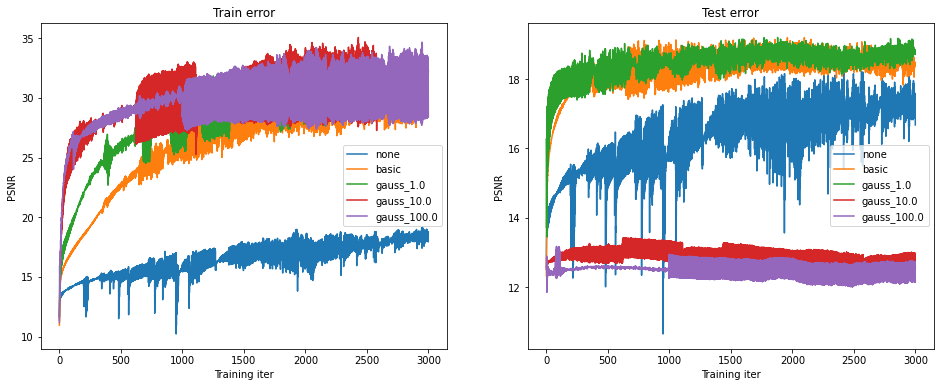 Train error
PSNR
35
30
25
20
15
10
none
basic
gauss_1.0
gauss_10.0
gauss_100.0
0
500
1000
1500
2000
2500
3000
Training iter
Test error
PSNR
18
16
14
12
none
basic
gauss_1.0
gauss_10.0
gauss_100.0
0
500
1000
1500
2000
2500
3000
Training iter